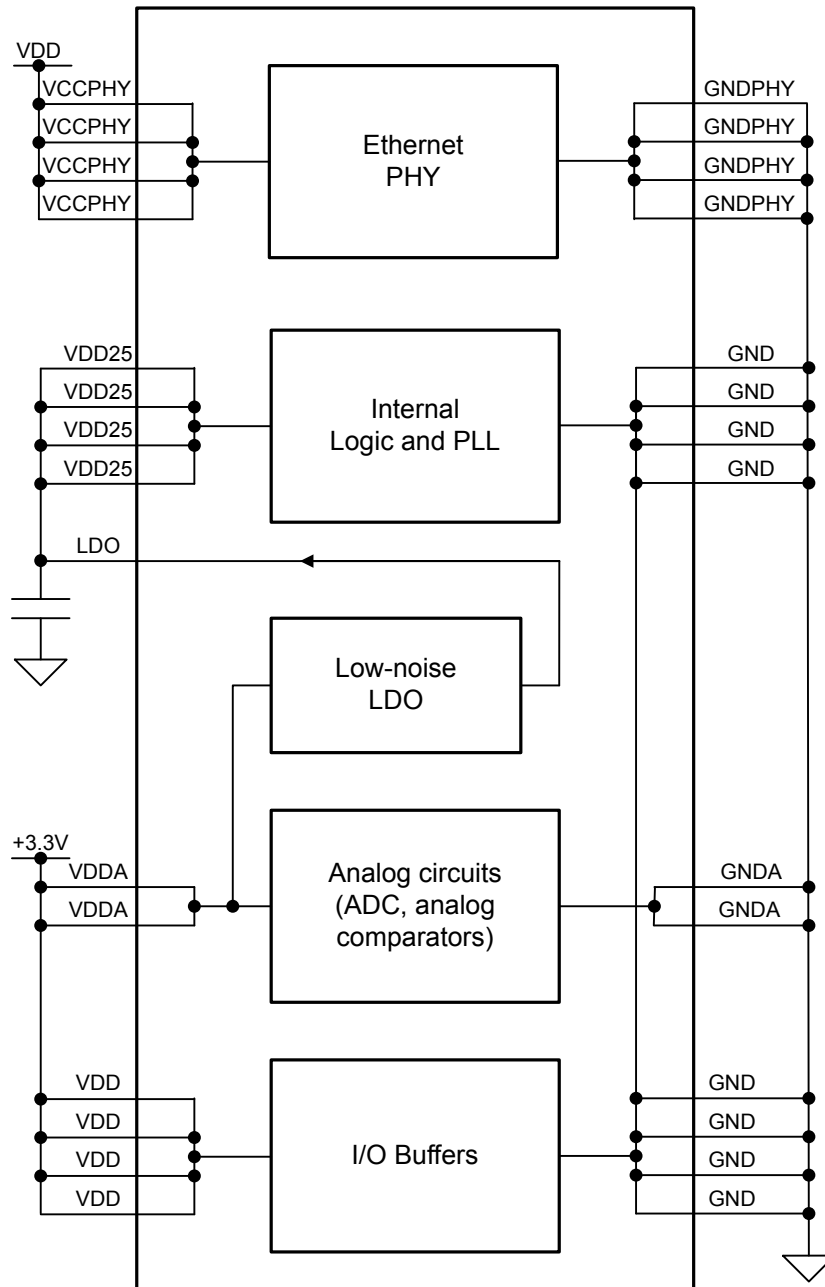 VDD
VCCPHY
VCCPHY
VCCPHY
VCCPHY
Ethernet
PHY
GNDPHY
GNDPHY
GNDPHY
GNDPHY
VDD25
VDD25
VDD25
VDD25
Internal
Logic and PLL
GND
GND
GND
GND
LDO
Low-noise
LDO
+3.3V
VDDA
VDDA
Analog circuits
(ADC, analog
comparators)
GNDA
GNDA
VDD
VDD
VDD
VDD
I/O Buffers
GND
GND
GND
GND